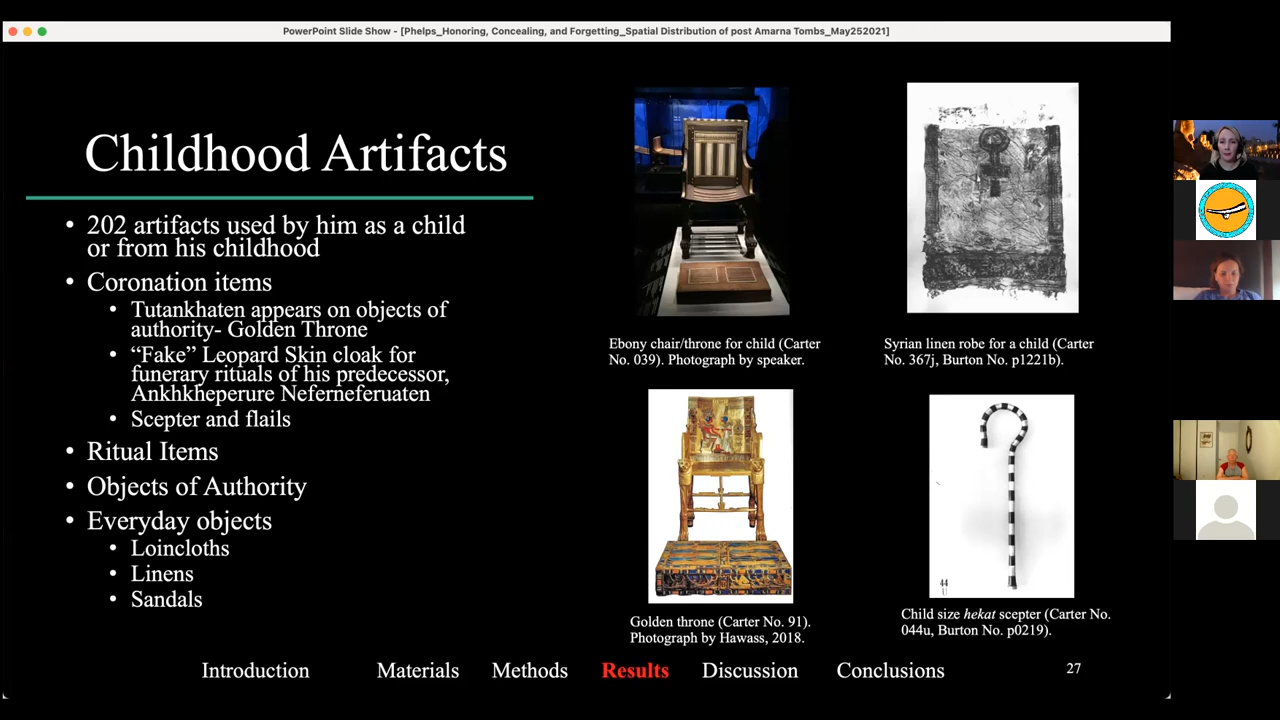 PowerPoint Slide Show - [Phelps_Honoring, Concealing, and Forgetting_Spatial Distribution of post Amarna Tombs_May252021]
Childhood Artifacts
• 202 artifacts used by him as a child
or from his childhood
• Coronation items
• Tutankhaten appears on objects of
authority- Golden Throne
• “Fake” Leopard Skin cloak for
funerary rituals of his predecessor,
Ankhkheperure Neferneferuaten
• Scepter and flails
• Ritual Items
• Objects of Authority
• Everyday objects
• Loincloths
• Linens
• Sandals
Ebony chair/throne for child (Carter
No. 039). Photograph by speaker.
Syrian linen robe for a child (Carter
No. 367j, Burton No. p1221b).
Golden throne (Carter No. 91).
Photograph by Hawass, 2018.
44
U
Child size hekat scepter (Carter No.
044u, Burton No. p0219).
Introduction Materials Methods Results Discussion Conclusions 27